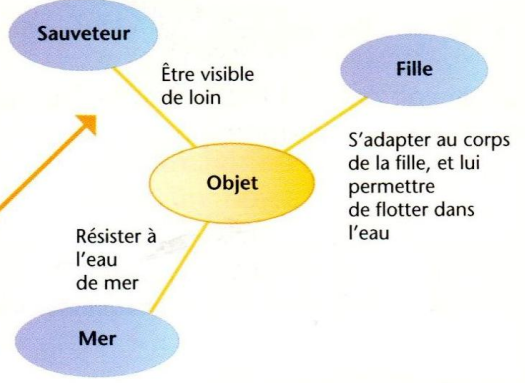 Sauveteur
Être visible
de loin
Fille
S'adapter au corps
de la fille, et lui
permettre
de flotter dans
l'eau
Objet
Résister à
l'eau
de mer
Mer